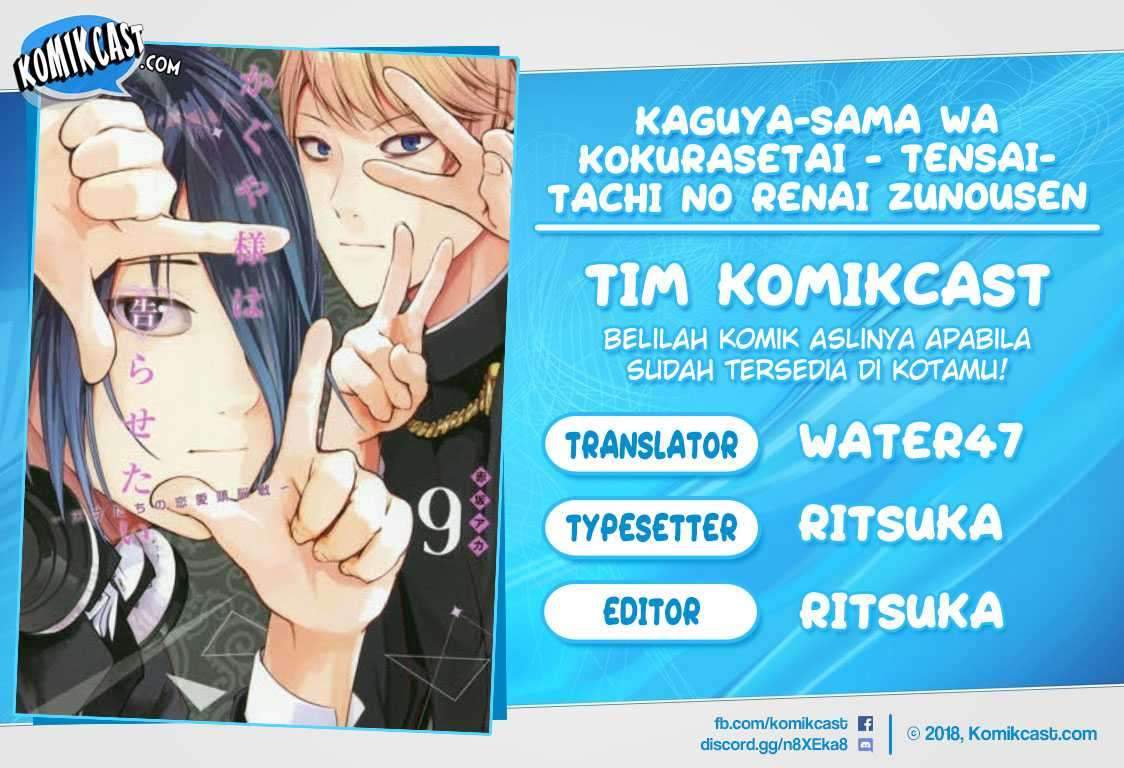 KOMIKCAST.COM
かぐや様は
告らせたい
9
赤坂アカ
KAGUYA-SAMA WA
KOKURASETAI - TENSAI-
TACHI NO RENAI ZUNOUSEN
TIM KOMIKCAST
BELILAH KOMIK ASLINYA APABILA
SUDAH TERSEDIA DI KOTAMU!
TRANSLATOR WATER47
TYPESETTER RITSUKA
EDITOR RITSUKA
fb.com/komikcast
discord.gg/n8XEka8
© 2018, Komikcast.com